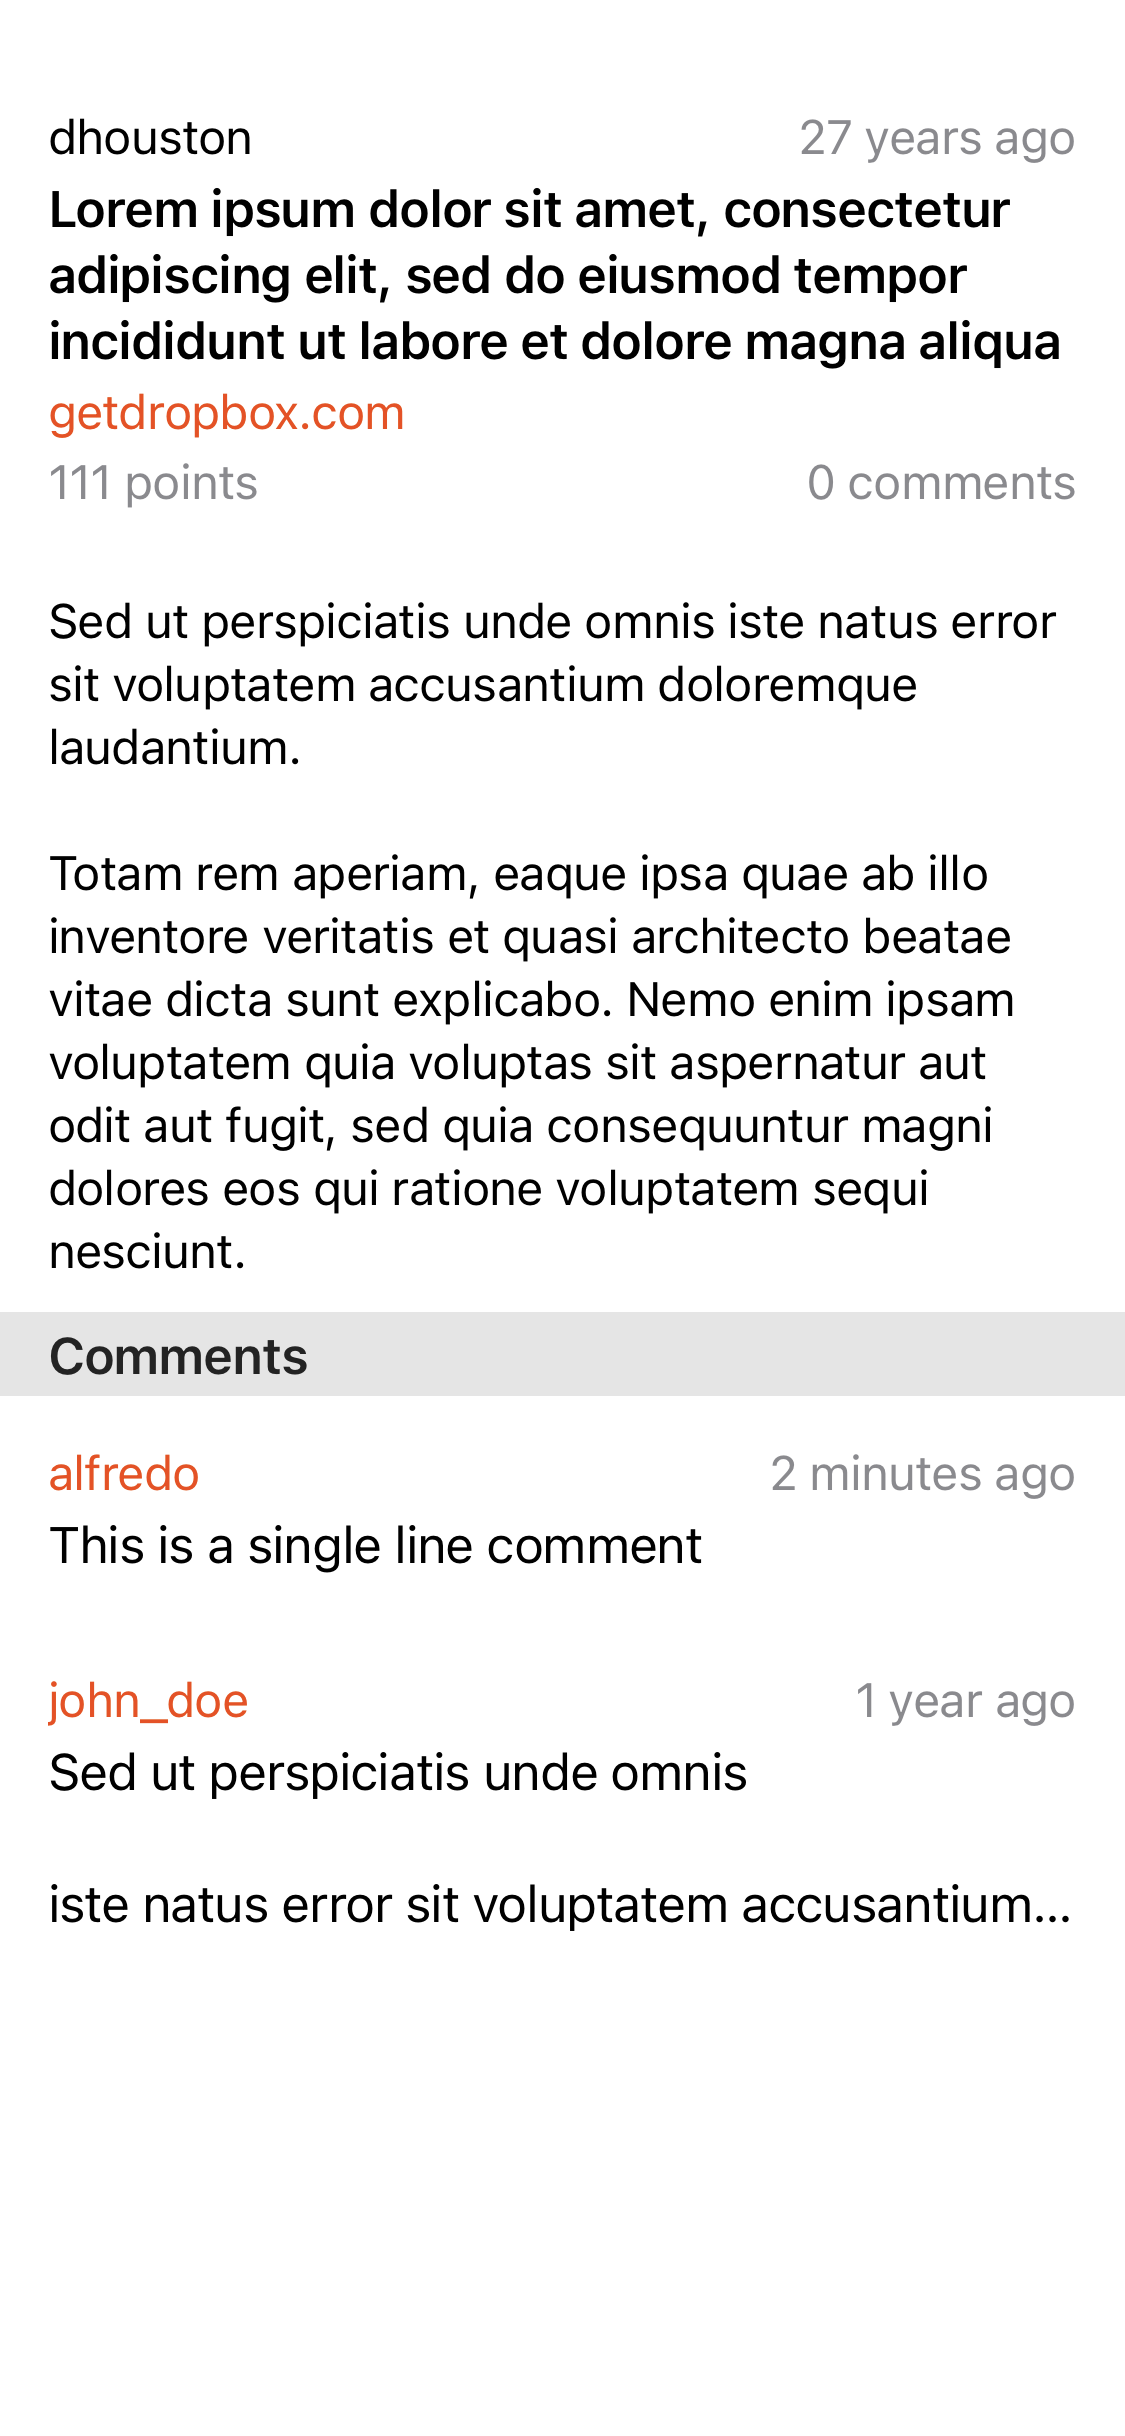 dhouston 27 years ago
Lorem ipsum dolor sit amet, consectetur
adipiscing elit, sed do eiusmod tempor
incididunt ut labore et dolore magna aliqua
getdropbox.com
111 points 0 comments
Sed ut perspiciatis unde omnis iste natus error
sit voluptatem accusantium doloremque
laudantium.
Totam rem aperiam, eaque ipsa quae ab illo
inventore veritatis et quasi architecto beatae
vitae dicta sunt explicabo. Nemo enim ipsam
voluptatem quia voluptas sit aspernatur aut
odit aut fugit, sed quia consequuntur magni
dolores eos qui ratione voluptatem sequi
nesciunt.
Comments
alfredo 2 minutes ago
This is a single line comment
john_doe 1 year ago
Sed ut perspiciatis unde omnis
iste natus error sit voluptatem accusantium...